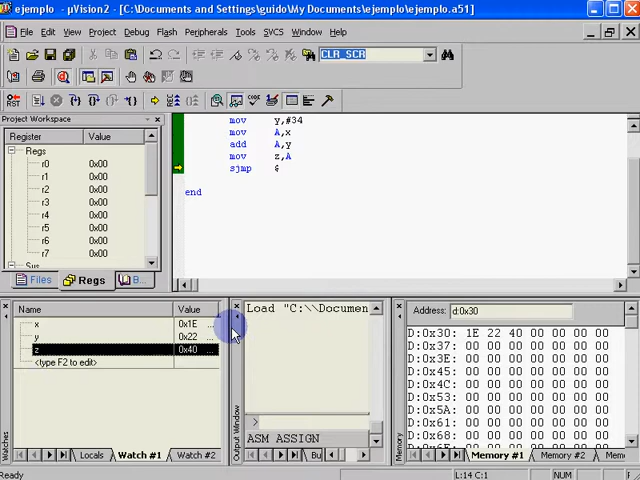 ejemplo - µVision2 - [C:\Documents and Settings\guido\My Documents\ejemplo\ejemplo.a51]
File Edit View Project Debug Flash Peripherals Tools SVCS Window Help
CLR_SCR
RST
Project Workspace
Register Value
Regs
r0 0x00
r1 0x00
r2 0x00
r3 0x00
r4 0x00
r5 0x00
r6 0x00
r7 0x00
Sys
Files Regs B...
mov y,#34
mov A,x
add A,y
mov z,A
sjmp $
end
Name Value
x 0x1E ...
y 0x22 ...
z 0x40 ...
<type F2 to edit>
Locals Watch #1 Watch #2
Watches
Load "C:\\Documen
>
ASM ASSIGN
Bu
Output Window
Address: d:0x30
D:0x30: 1E 22 40 00 00 00 00
D:0x37: 00 00 00 00 00 00 00
D:0x3E: 00 00 00 00 00 00 00
D:0x45: 00 00 00 00 00 00 00
D:0x4C: 00 00 00 00 00 00 00
D:0x53: 00 00 00 00 00 00 00
D:0x5A: 00 00 00 00 00 00 00
D:0x61: 00 00 00 00 00 00 00
D:0x68: 00 00 00 00 00 00 00
Memory #1 Memory #2 Mem
Memory
Ready L:14 C:1 NUM